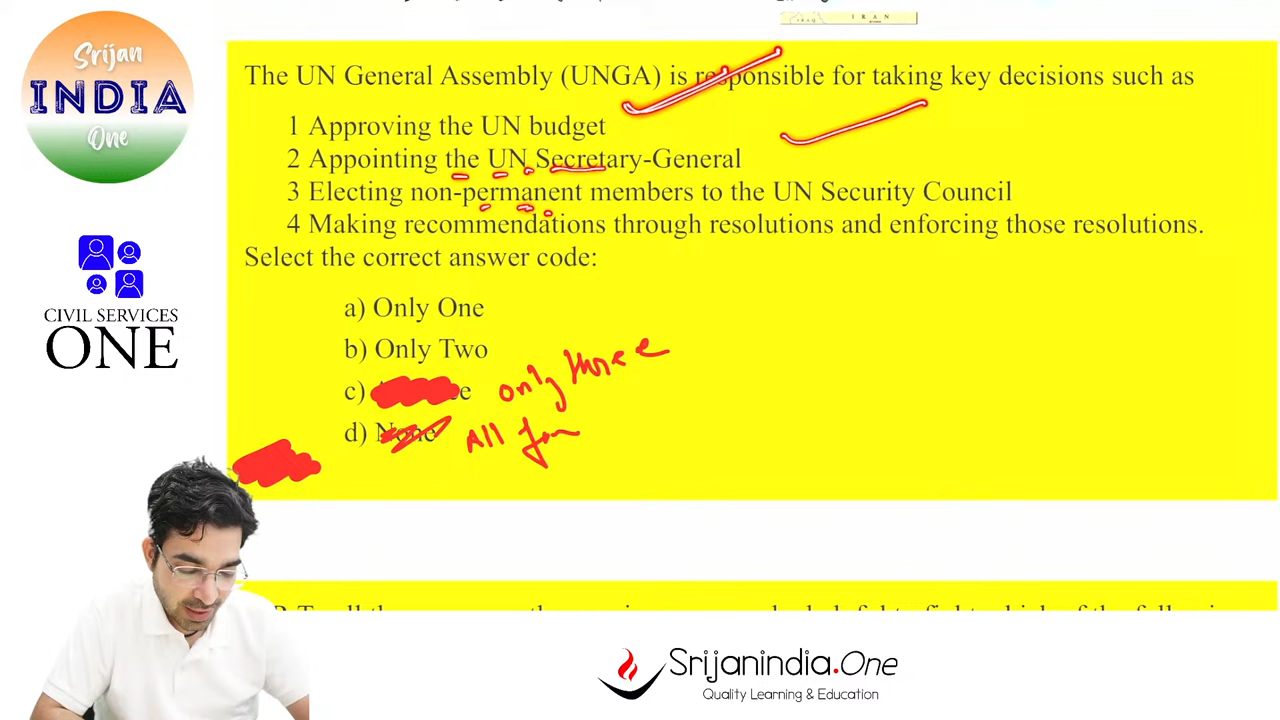 IRAN
Srijan
INDIA
One
The UN General Assembly (UNGA) is responsible for taking key decisions such as
1 Approving the UN budget
2 Appointing the UN Secretary-General
3 Electing non-permanent members to the UN Security Council
4 Making recommendations through resolutions and enforcing those resolutions.
Select the correct answer code:
a) Only One
b) Only Two
c) only three
d) None All four
CIVIL SERVICES
ONE
Srijanindia.One
Quality Learning & Education